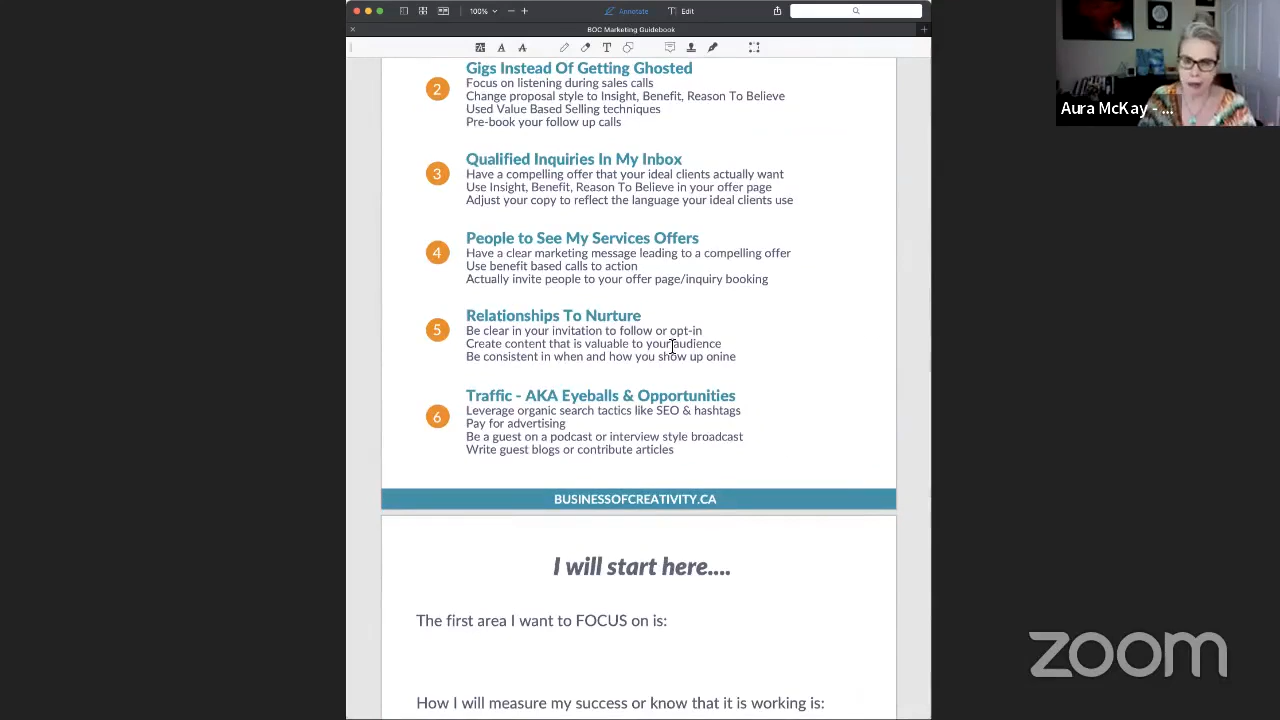 100%
Annotate
Edit
BOC Marketing Guidebook
Gigs Instead Of Getting Ghosted
2
Focus on listening during sales calls
Change proposal style to Insight, Benefit, Reason To Believe
Used Value Based Selling techniques
Pre-book your follow up calls
Qualified Inquiries In My Inbox
3
Have a compelling offer that your ideal clients actually want
Use Insight, Benefit, Reason To Believe in your offer page
Adjust your copy to reflect the language your ideal clients use
People to See My Services Offers
4
Have a clear marketing message leading to a compelling offer
Use benefit based calls to action
Actually invite people to your offer page/inquiry booking
Relationships To Nurture
5
Be clear in your invitation to follow or opt-in
Create content that is valuable to your audience
Be consistent in when and how you show up onine
Traffic - AKA Eyeballs & Opportunities
6
Leverage organic search tactics like SEO & hashtags
Pay for advertising
Be a guest on a podcast or interview style broadcast
Write guest blogs or contribute articles
BUSINESSOFCREATIVITY.CA
I will start here....
The first area I want to FOCUS on is:
How I will measure my success or know that it is working is:
Aura McKay - ...
zoom